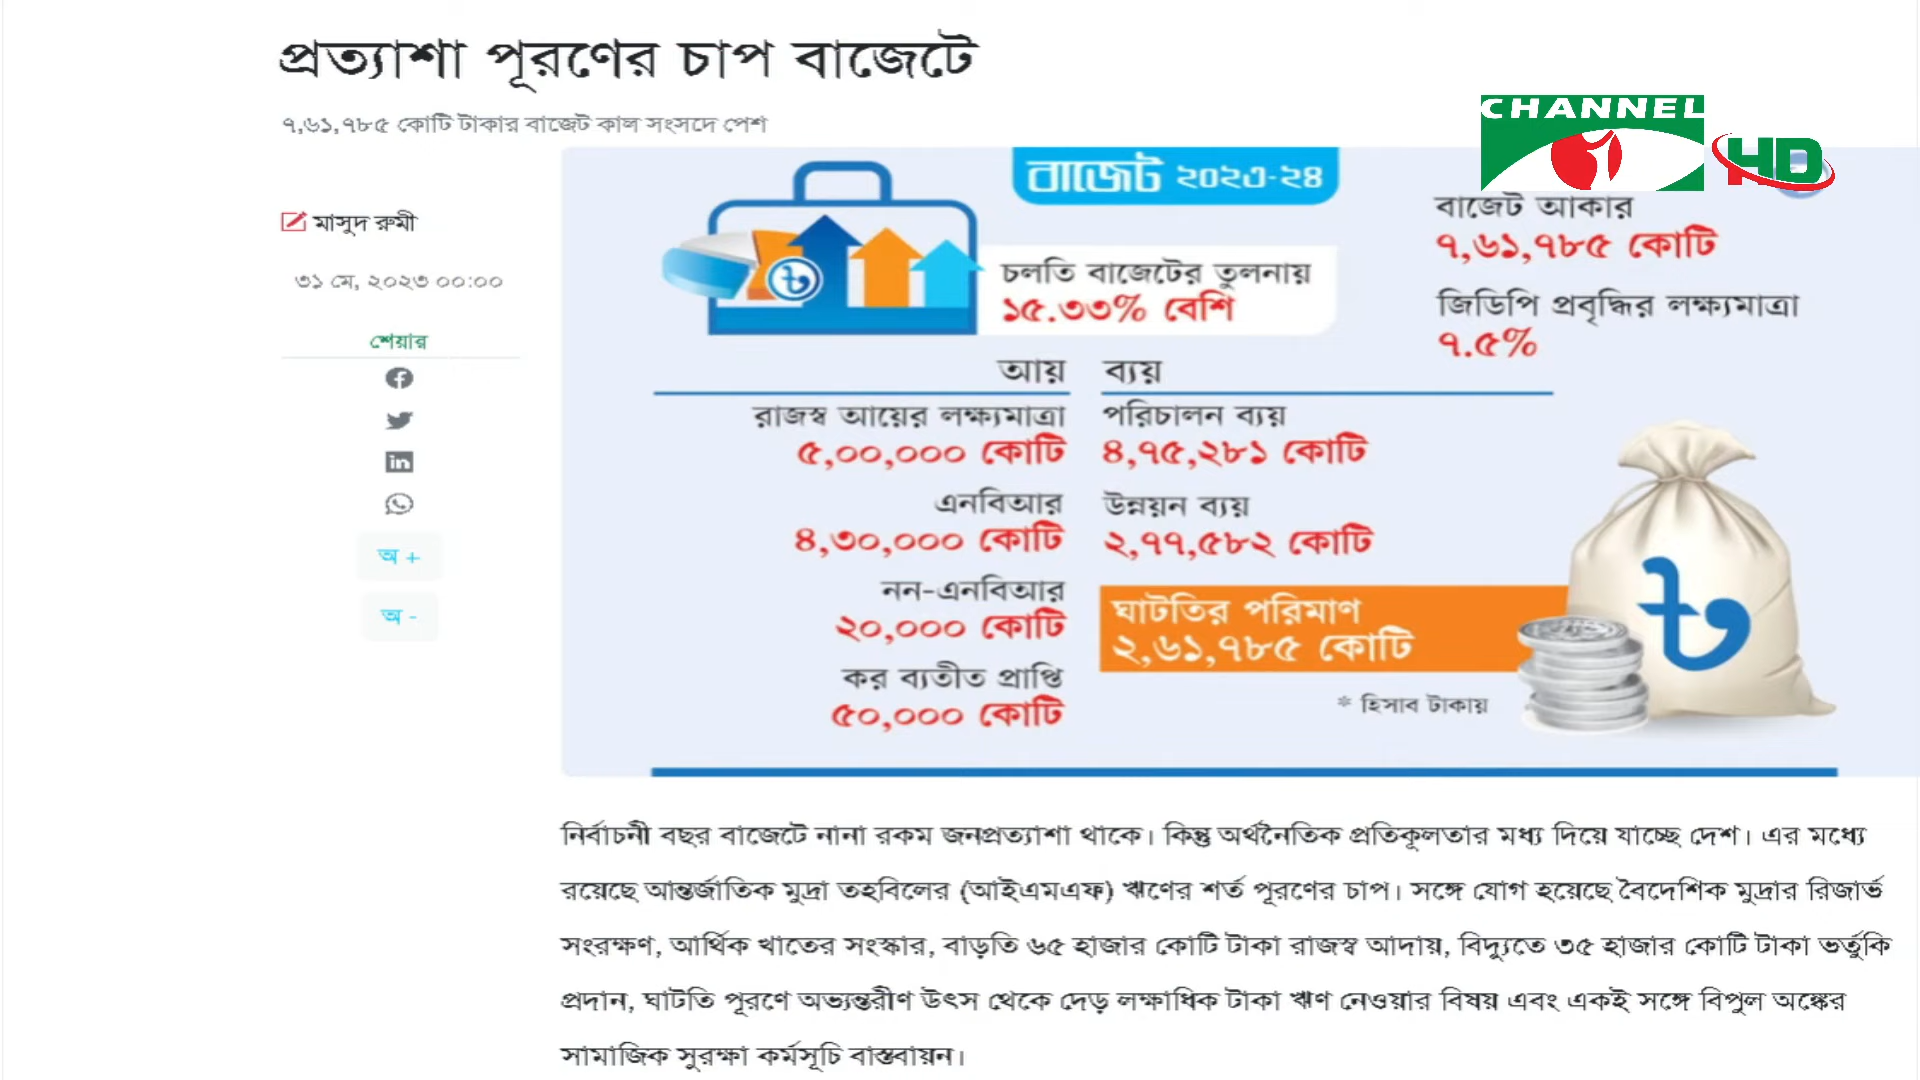 প্রত্যাশা পূরণের চাপ বাজেটে
৭,৬১,৭৮৫ কোটি টাকার বাজেট কাল সংসদে পেশ
CHANNEL
i HD
মাসুদ রুমী
৩১ মে, ২০২৩ ০০:০০
শেয়ার
অ +
অ -
বাজেট ২০২৩-২৪
চলতি বাজেটের তুলনায়
১৫.৩৩% বেশি
বাজেট আকার
৭,৬১,৭৮৫ কোটি
জিডিপি প্রবৃদ্ধির লক্ষ্যমাত্রা
৭.৫%
আয়
রাজস্ব আয়ের লক্ষ্যমাত্রা
৫,০০,০০০ কোটি
এনবিআর
৪,৩০,০০০ কোটি
নন-এনবিআর
২০,০০০ কোটি
কর ব্যতীত প্রাপ্তি
৫০,০০০ কোটি
ব্যয়
পরিচালন ব্যয়
৪,৭৫,২৮১ কোটি
উন্নয়ন ব্যয়
২,৭৭,৫৮২ কোটি
ঘাটতির পরিমাণ
২,৬১,৭৮৫ কোটি
* হিসাব টাকায়
নির্বাচনী বছর বাজেটে নানা রকম জনপ্রত্যাশা থাকে। কিন্তু অর্থনৈতিক প্রতিকূলতার মধ্য দিয়ে যাচ্ছে দেশ। এর মধ্যে
রয়েছে আন্তর্জাতিক মুদ্রা তহবিলের (আইএমএফ) ঋণের শর্ত পূরণের চাপ। সঙ্গে যোগ হয়েছে বৈদেশিক মুদ্রার রিজার্ভ
সংরক্ষণ, আর্থিক খাতের সংস্কার, বাড়তি ৬৫ হাজার কোটি টাকা রাজস্ব আদায়, বিদ্যুতে ৩৫ হাজার কোটি টাকা ভর্তুকি
প্রদান, ঘাটতি পূরণে অভ্যন্তরীণ উৎস থেকে দেড় লক্ষাধিক টাকা ঋণ নেওয়ার বিষয় এবং একই সঙ্গে বিপুল অঙ্কের
সামাজিক সুরক্ষা কর্মসূচি বাস্তবায়ন।